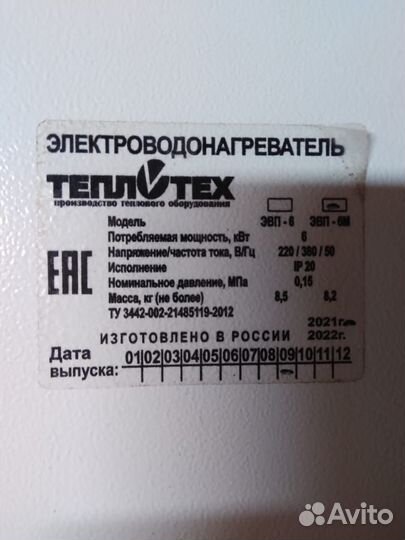 ЭЛЕКТРОВОДОНАГРЕВАТЕЛЬ
ТЕПЛОТЕХ
производство теплового оборудования
Модель ЭВП - 6 ЭВП - 6М
Потребляемая мощность, кВт 6
Напряжение/частота тока, В/Гц 220 / 380 / 50
Исполнение IP 20
Номинальное давление, МПа 0,15
Масса, кг (не более) 8,5 8,2
ТУ 3442-002-21485119-2012
EAC
2021г.
ИЗГОТОВЛЕНО В РОССИИ 2022г.
Дата выпуска: 01 02 03 04 05 06 07 08 09 10 11 12
Avito